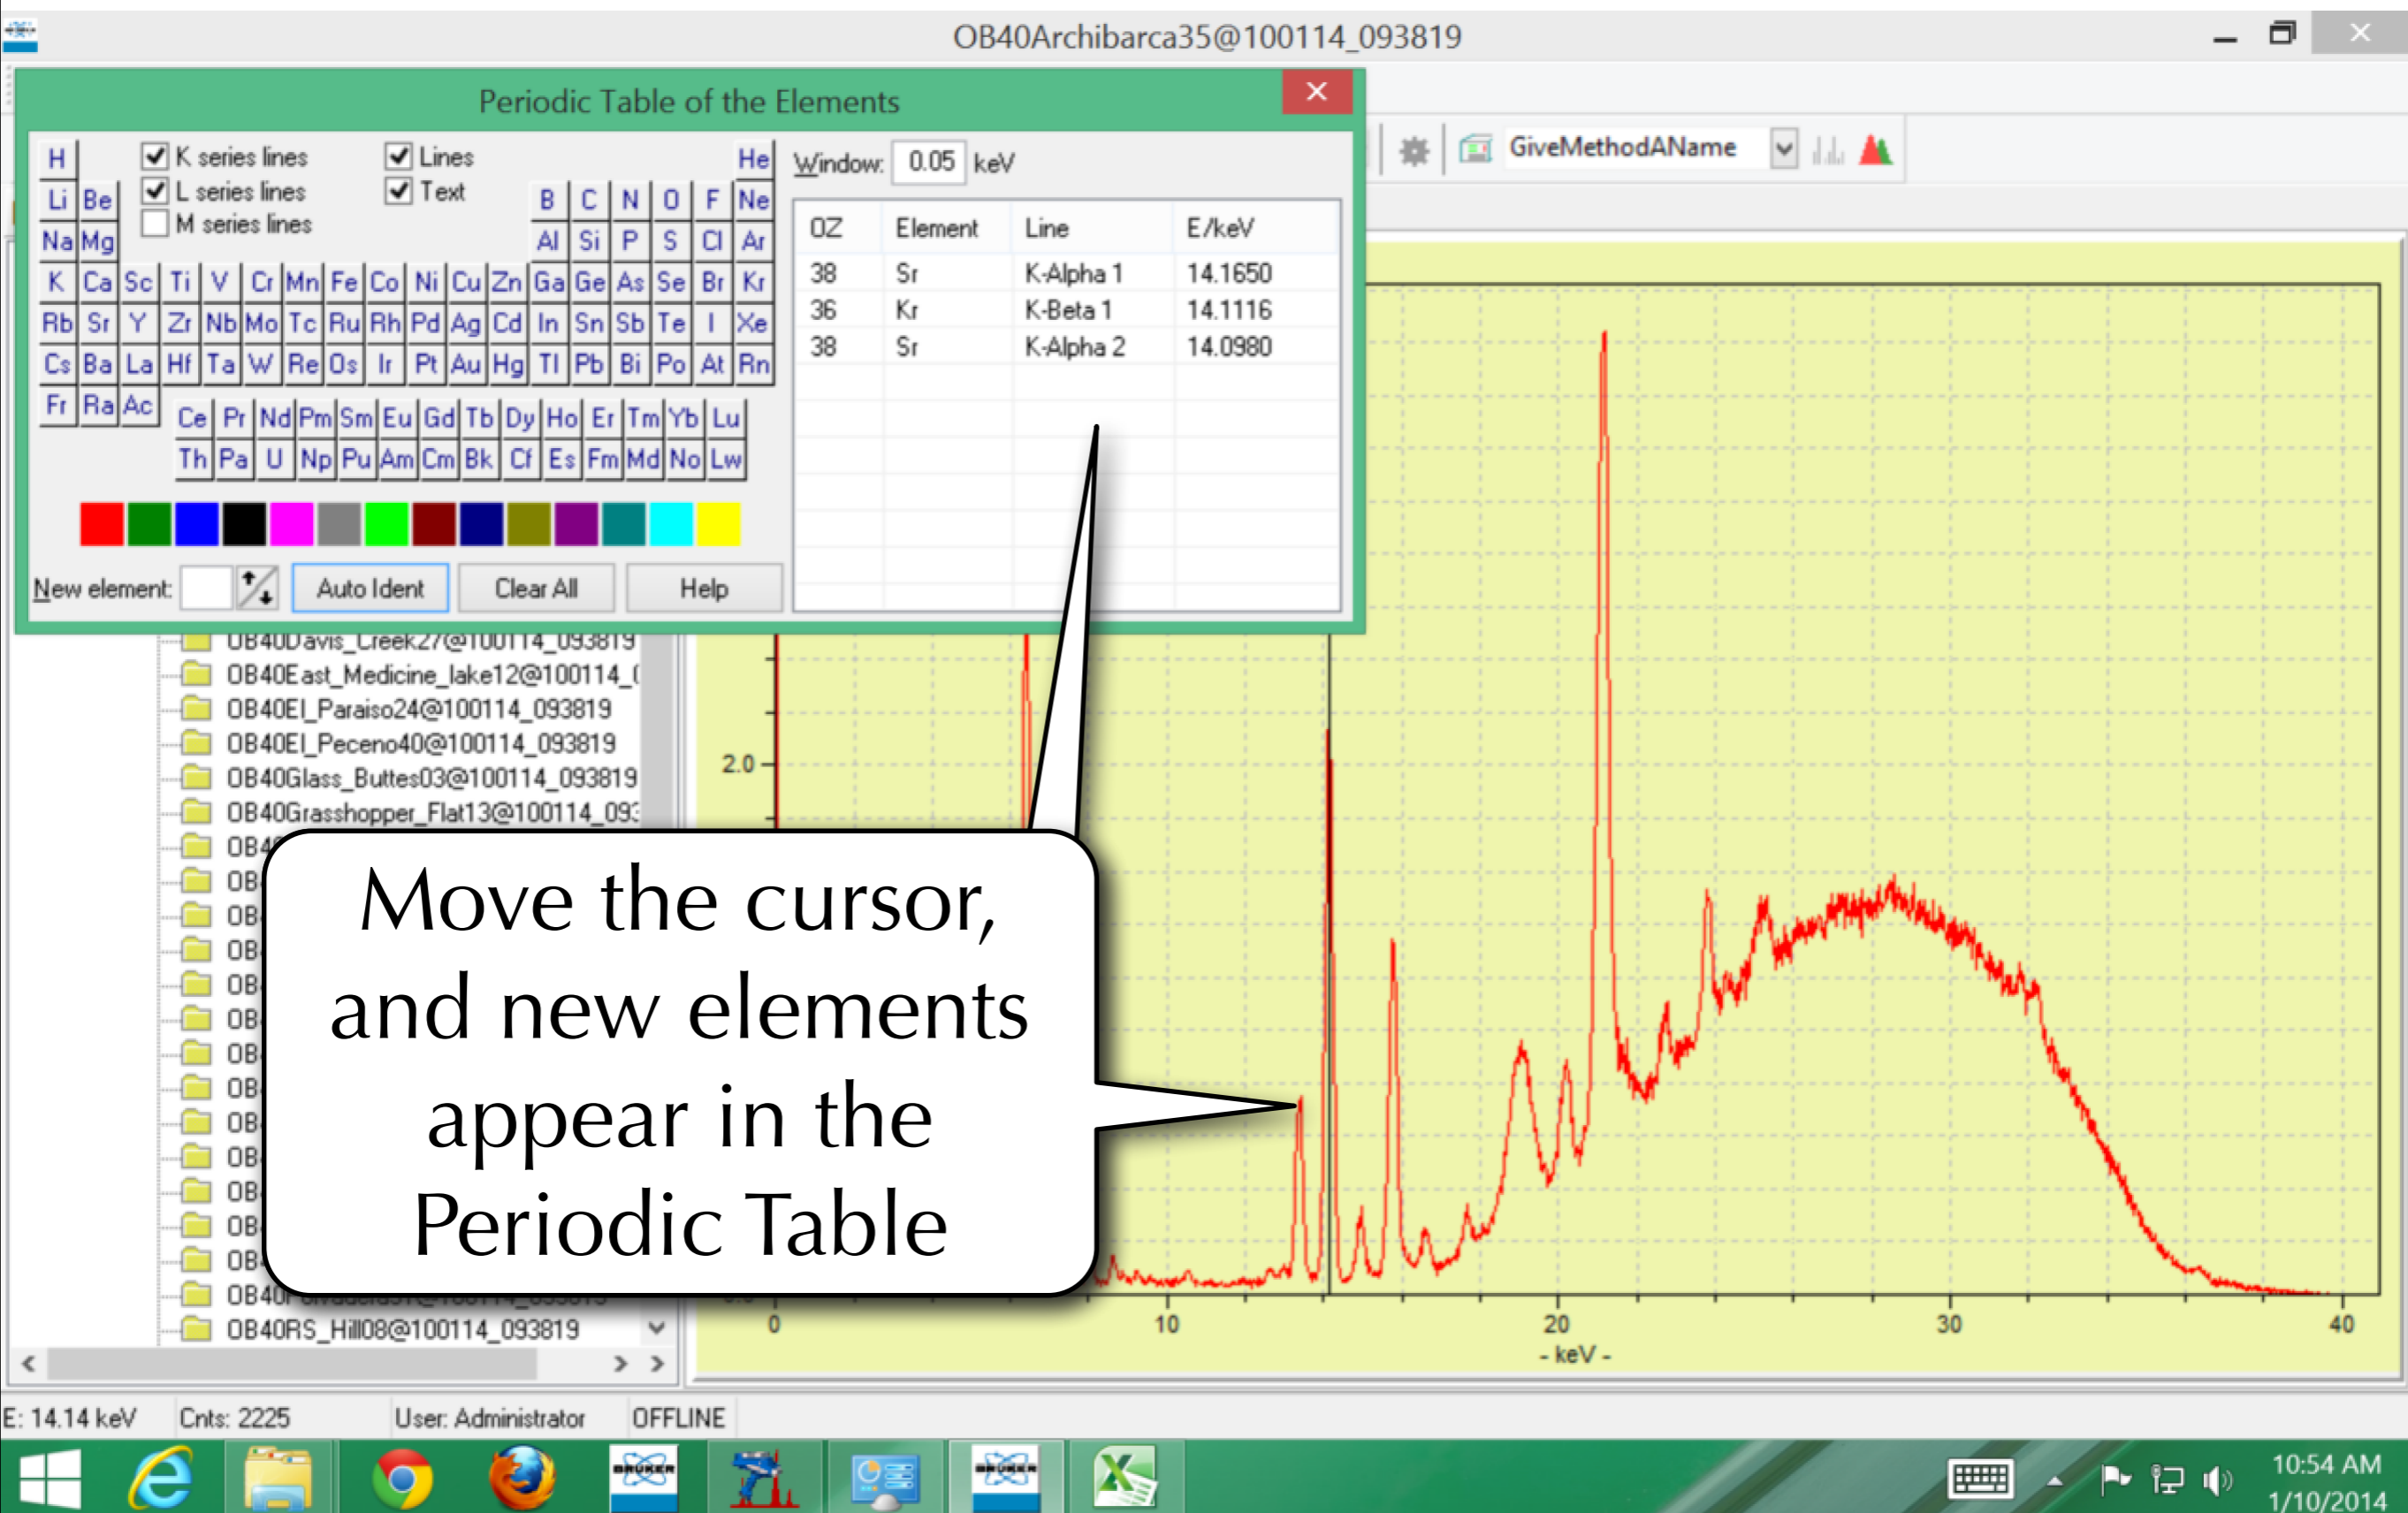 OB40Archibarca35@100114_093819
Periodic Table of the Elements
K series lines
L series lines
M series lines
Lines
Text
H He
Li Be B C N O F Ne
Na Mg Al Si P S Cl Ar
K Ca Sc Ti V Cr Mn Fe Co Ni Cu Zn Ga Ge As Se Br Kr
Rb Sr Y Zr Nb Mo Tc Ru Rh Pd Ag Cd In Sn Sb Te I Xe
Cs Ba La Hf Ta W Re Os Ir Pt Au Hg Tl Pb Bi Po At Rn
Fr Ra Ac
Ce Pr Nd Pm Sm Eu Gd Tb Dy Ho Er Tm Yb Lu
Th Pa U Np Pu Am Cm Bk Cf Es Fm Md No Lw
New element: Auto Ident Clear All Help
Window: 0.05 keV
OZ Element Line E/keV
38 Sr K-Alpha 1 14.1650
36 Kr K-Beta 1 14.1116
38 Sr K-Alpha 2 14.0980
GiveMethodAName
OB40Davis_Creek27@100114_093819
OB40East_Medicine_lake12@100114_(
OB40El_Paraiso24@100114_093819
OB40El_Peceno40@100114_093819
OB40Glass_Buttes03@100114_093819
OB40Grasshopper_Flat13@100114_093
OB40RS_Hill08@100114_093819
Move the cursor,
and new elements
appear in the
Periodic Table
2.0
0 10 20 30 40
- keV -
E: 14.14 keV Cnts: 2225 User: Administrator OFFLINE
BRUKER
BRUKER
10:54 AM
1/10/2014